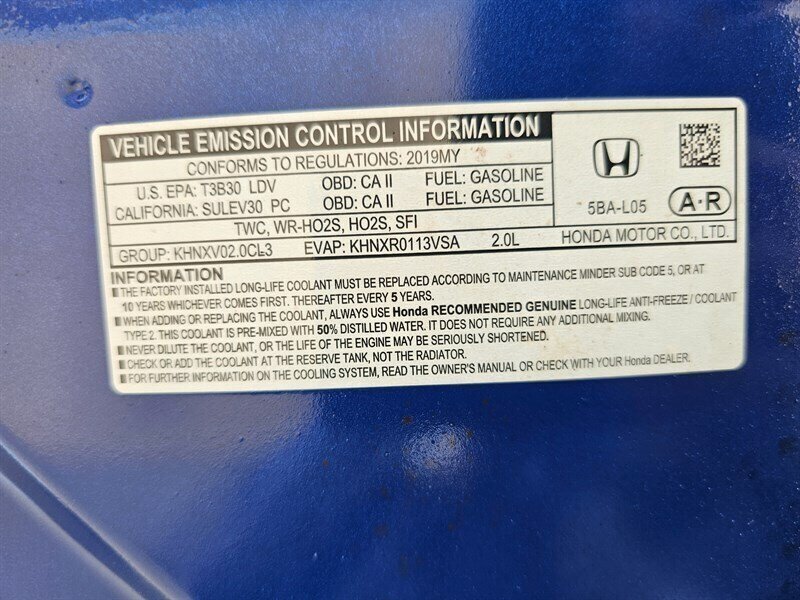 VEHICLE EMISSION CONTROL INFORMATION
CONFORMS TO REGULATIONS: 2019MY
U.S. EPA: T3B30 LDV OBD: CA II FUEL: GASOLINE
CALIFORNIA: SULEV30 PC OBD: CA II FUEL: GASOLINE
TWC, WR-HO2S, HO2S, SFI
GROUP: KHNXV02.0CL3 EVAP: KHNXR0113VSA 2.0L
5BA-L05 A·R
HONDA MOTOR CO., LTD.
INFORMATION
THE FACTORY INSTALLED LONG-LIFE COOLANT MUST BE REPLACED ACCORDING TO MAINTENANCE MINDER SUB CODE 5, OR AT
10 YEARS WHICHEVER COMES FIRST. THEREAFTER EVERY 5 YEARS.
WHEN ADDING OR REPLACING THE COOLANT, ALWAYS USE Honda RECOMMENDED GENUINE LONG-LIFE ANTI-FREEZE / COOLANT
TYPE 2. THIS COOLANT IS PRE-MIXED WITH 50% DISTILLED WATER. IT DOES NOT REQUIRE ANY ADDITIONAL MIXING.
NEVER DILUTE THE COOLANT, OR THE LIFE OF THE ENGINE MAY BE SERIOUSLY SHORTENED.
CHECK OR ADD THE COOLANT AT THE RESERVE TANK, NOT THE RADIATOR.
FOR FURTHER INFORMATION ON THE COOLING SYSTEM, READ THE OWNER'S MANUAL OR CHECK WITH YOUR Honda DEALER.